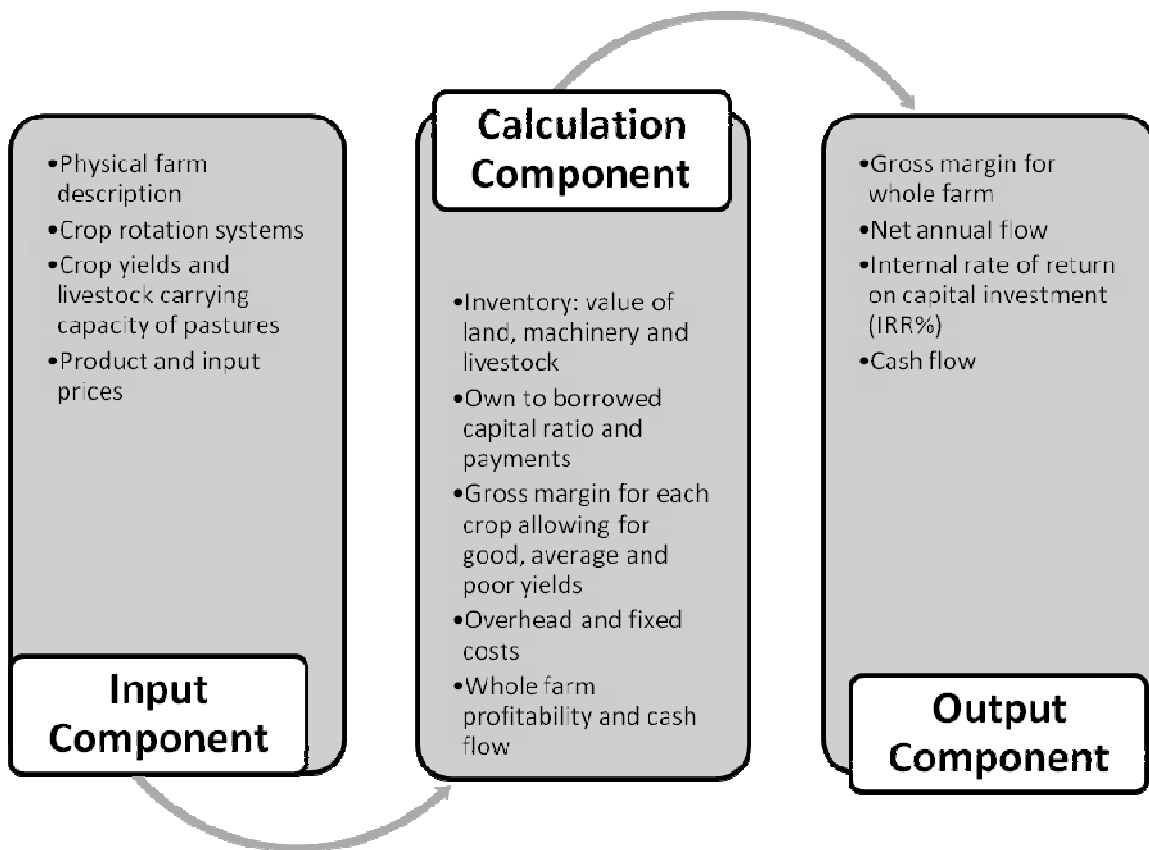 •Physical farm
description
•Crop rotation systems
•Crop yields and
livestock carrying
capacity of pastures
•Product and input
prices
Input
Component
Calculation
Component
•Inventory: value of
land, machinery and
livestock
•Own to borrowed
capital ratio and
payments
•Gross margin for each
crop allowing for
good, average and
poor yields
•Overhead and fixed
costs
•Whole farm
profitability and cash
flow
•Gross margin for
whole farm
•Net annual flow
•Internal rate of return
on capital investment
(IRR%)
•Cash flow
Output
Component